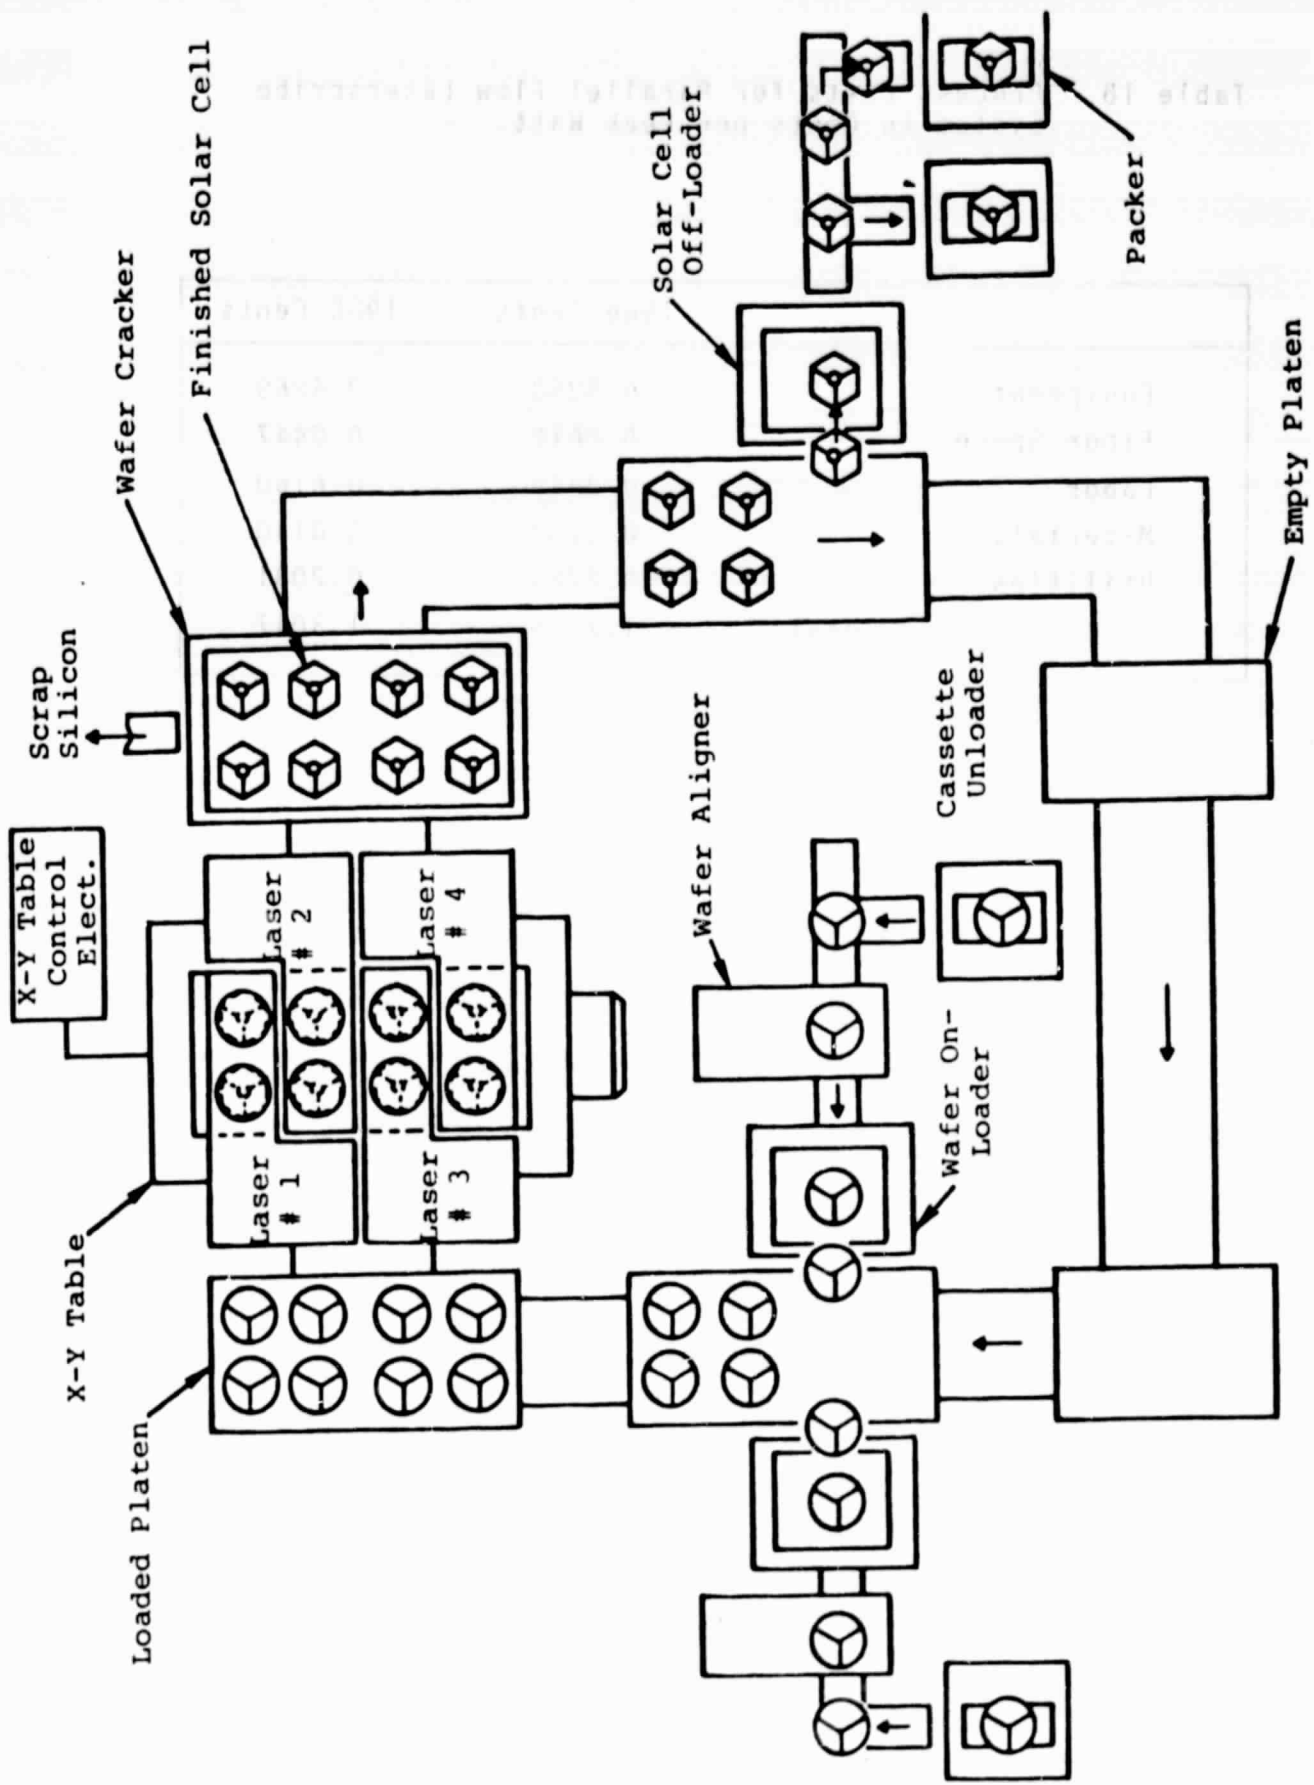 X-Y Table
Control
Elect.
Scrap
Silicon
Wafer Cracker
Finished Solar Cell
X-Y Table
Loaded Platen
Laser
# 1
Laser
# 2
Laser
# 3
Laser
# 4
Solar Cell
Off-Loader
Packer
Wafer Aligner
Cassette
Unloader
Wafer On-
Loader
Empty Platen